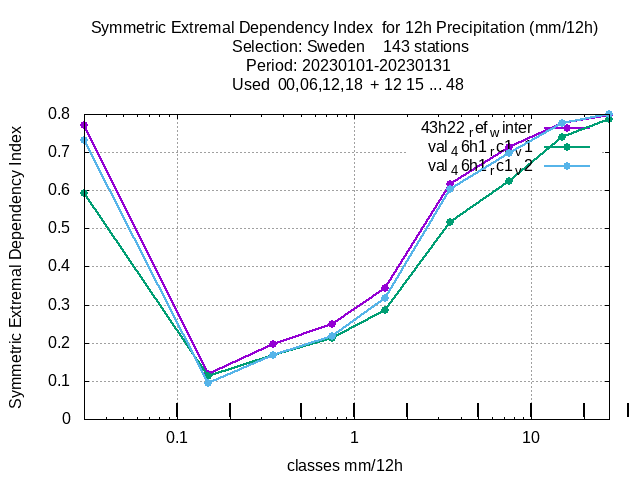 Symmetric Extremal Dependency Index  for 12h Precipitation (mm/12h)
Selection: Sweden    143 stations
Period: 20230101-20230131
Used  00,06,12,18  + 12 15 ... 48
43h22 ref winter
val 46h1 rc1 v1
val 46h1 rc1 v2
Symmetric Extremal Dependency Index
0.8
0.7
0.6
0.5
0.4
0.3
0.2
0.1
0
0.1 1 10
classes mm/12h